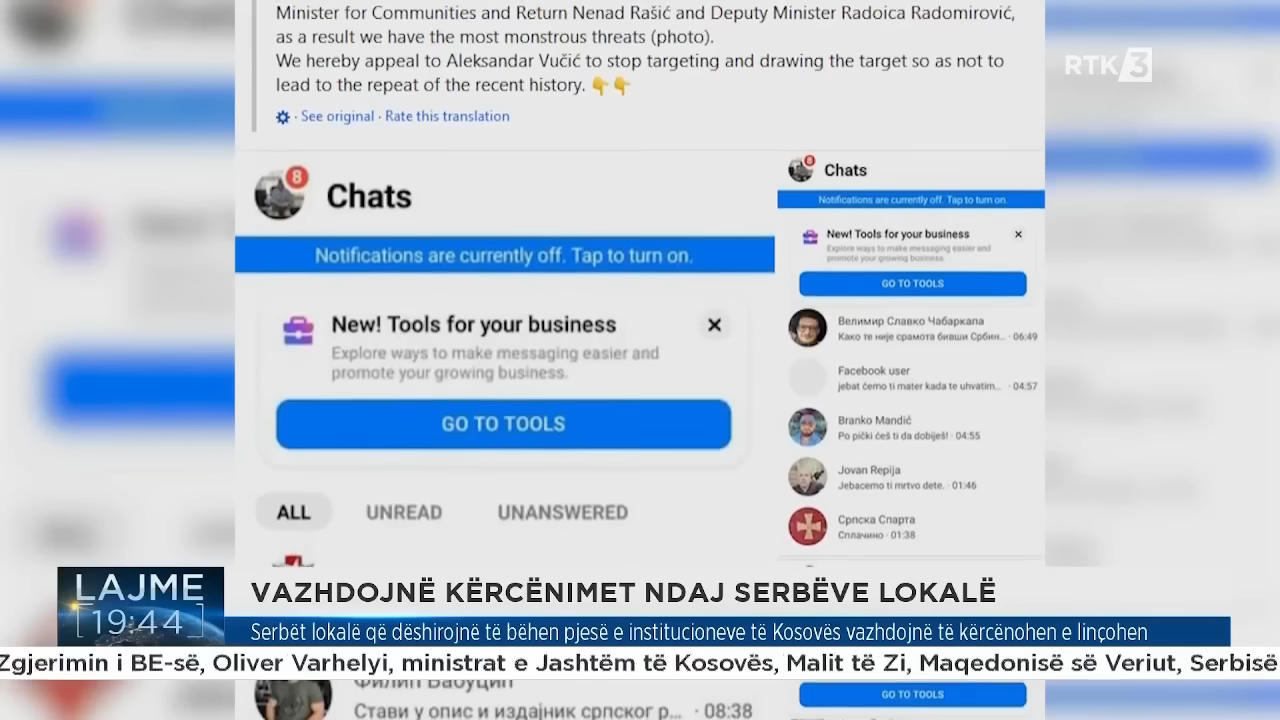 Minister for Communities and Return Nenad Rašić and Deputy Minister Radoica Radomirović,
as a result we have the most monstrous threats (photo).
We hereby appeal to Aleksandar Vučić to stop targeting and drawing the target so as not to
lead to the repeat of the recent history. 👇👇
· See original · Rate this translation
RTK 3
8
Chats
Notifications are currently off. Tap to turn on.
New! Tools for your business
Explore ways to make messaging easier and
promote your growing business.
GO TO TOOLS
ALL UNREAD UNANSWERED
8
Chats
Notifications are currently off. Tap to turn on.
New! Tools for your business
Explore ways to make messaging easier and
promote your growing business.
GO TO TOOLS
Велимир Славко Чабаркапа
Како те није срамота бивши Србин... · 06:49
Facebook user
jebat ćemo ti mater kada te uhvatim... · 04:57
Branko Mandić
Po pički ćeš ti da dobiješ! · 04:55
Jovan Repija
Jebacemo ti mrtvo dete. · 01:46
Српска Спарта
Сплачино · 01:38
LAJME
19:44
VAZHDOJNË KËRCËNIMET NDAJ SERBËVE LOKALË
Serbët lokalë që dëshirojnë të bëhen pjesë e institucioneve të Kosovës vazhdojnë të kërcënohen e linçohen
Zgjerimin i BE-së, Oliver Varhelyi, ministrat e Jashtëm të Kosovës, Malit të Zi, Maqedonisë së Veriut, Serbisë
Филип Вабуцип
Стави у опис и издајник српског р... · 08:38
GO TO TOOLS